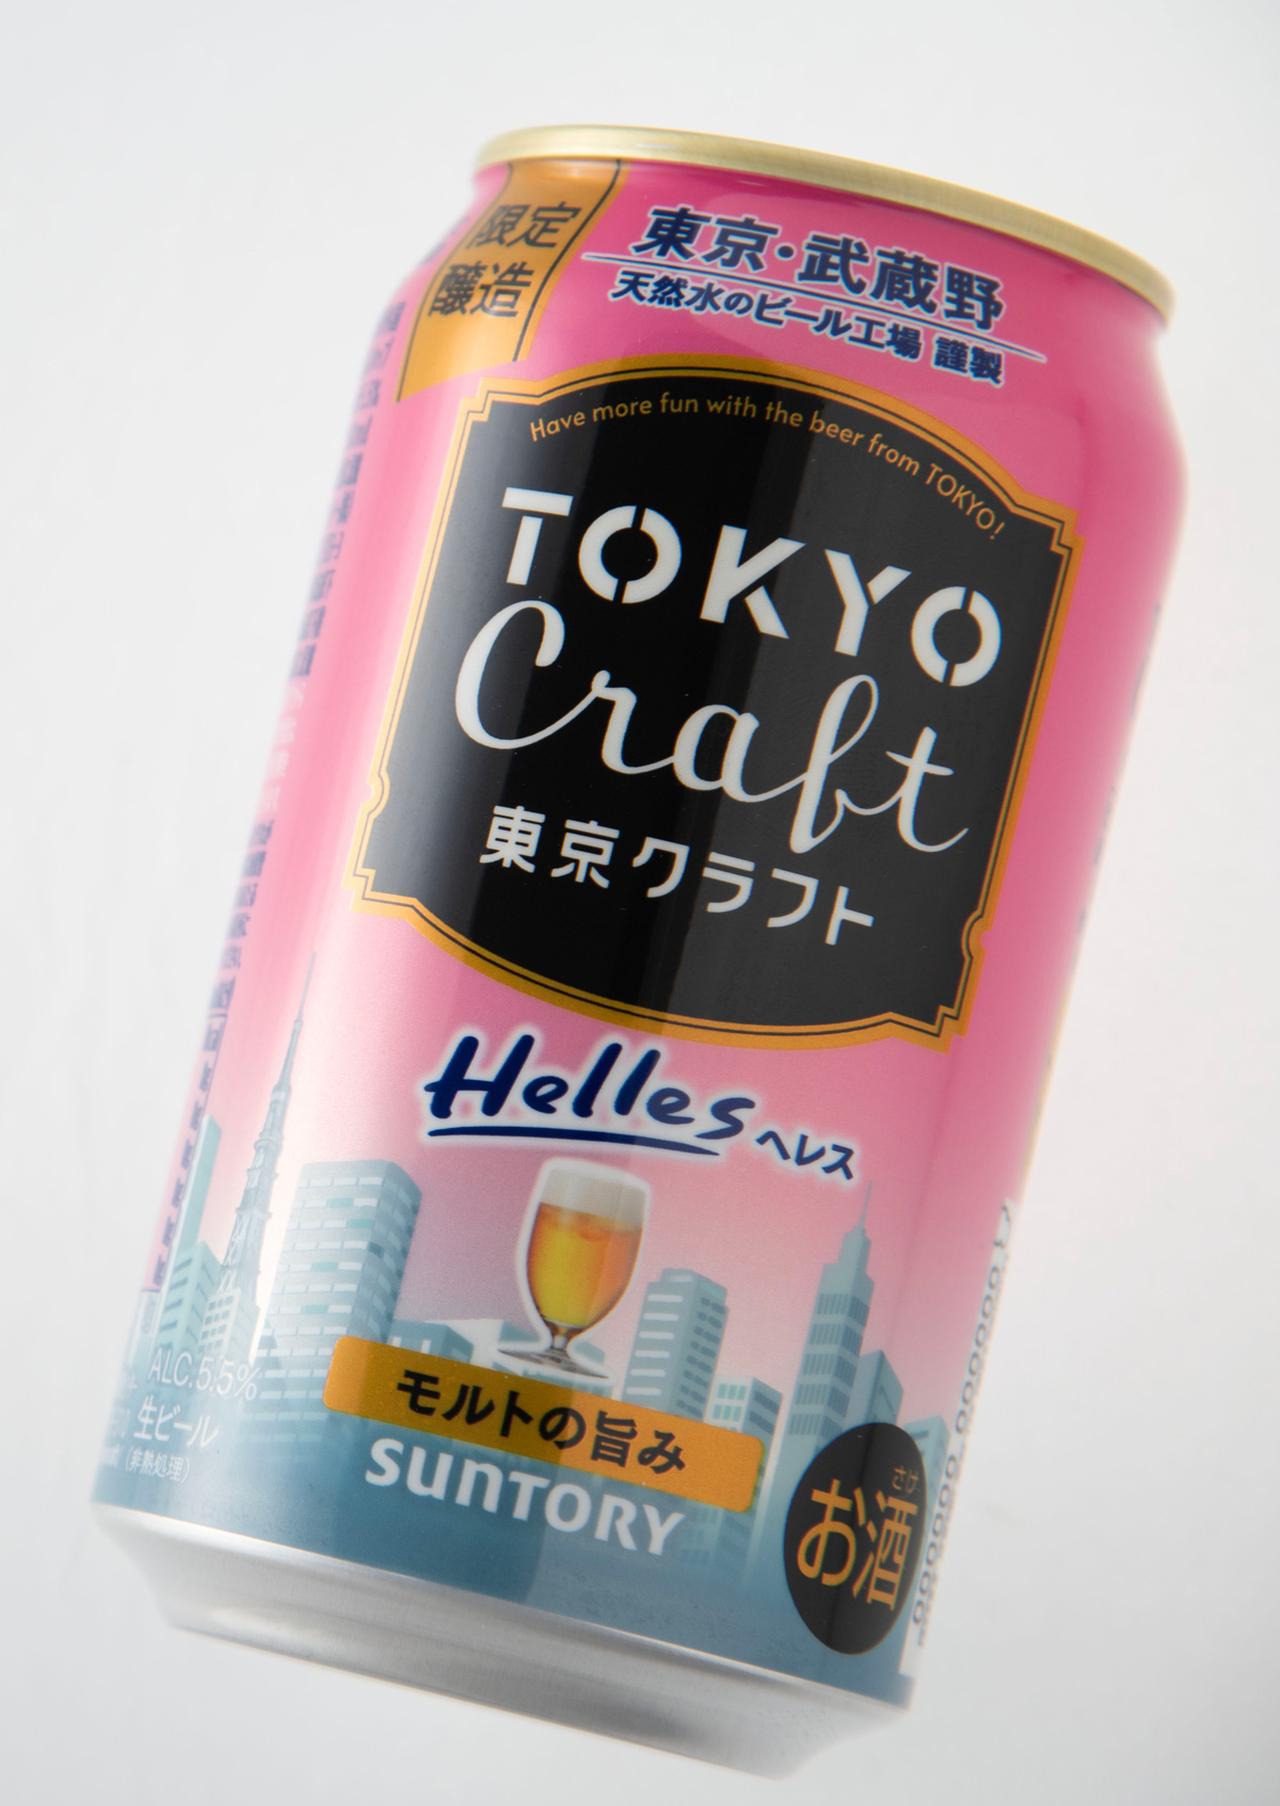 限定
醸造
東京・武蔵野
天然水のビール工場 謹製
Have more fun with the beer from TOKYO!
TOKYO
Craft
東京クラフト
Helles ヘレス
モルトの旨み
SUNTORY
ALC.5.5%
生ビール
(非熱処理)
さけ
お酒